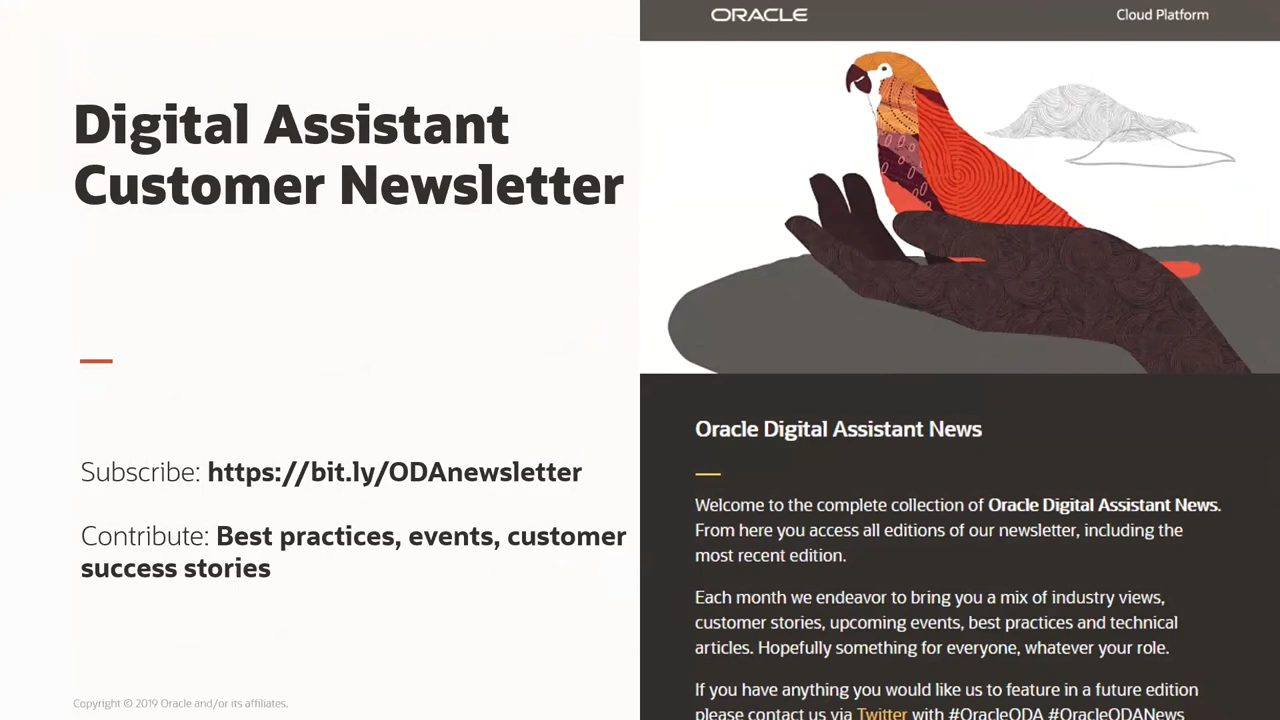 Digital Assistant
Customer Newsletter
Subscribe: https://bit.ly/ODAnewsletter
Contribute: Best practices, events, customer
success stories
Copyright © 2019 Oracle and/or its affiliates.
ORACLE
Cloud Platform
Oracle Digital Assistant News
Welcome to the complete collection of Oracle Digital Assistant News.
From here you access all editions of our newsletter, including the
most recent edition.
Each month we endeavor to bring you a mix of industry views,
customer stories, upcoming events, best practices and technical
articles. Hopefully something for everyone, whatever your role.
If you have anything you would like us to feature in a future edition
please contact us via Twitter with #OracleODA #OracleODANews